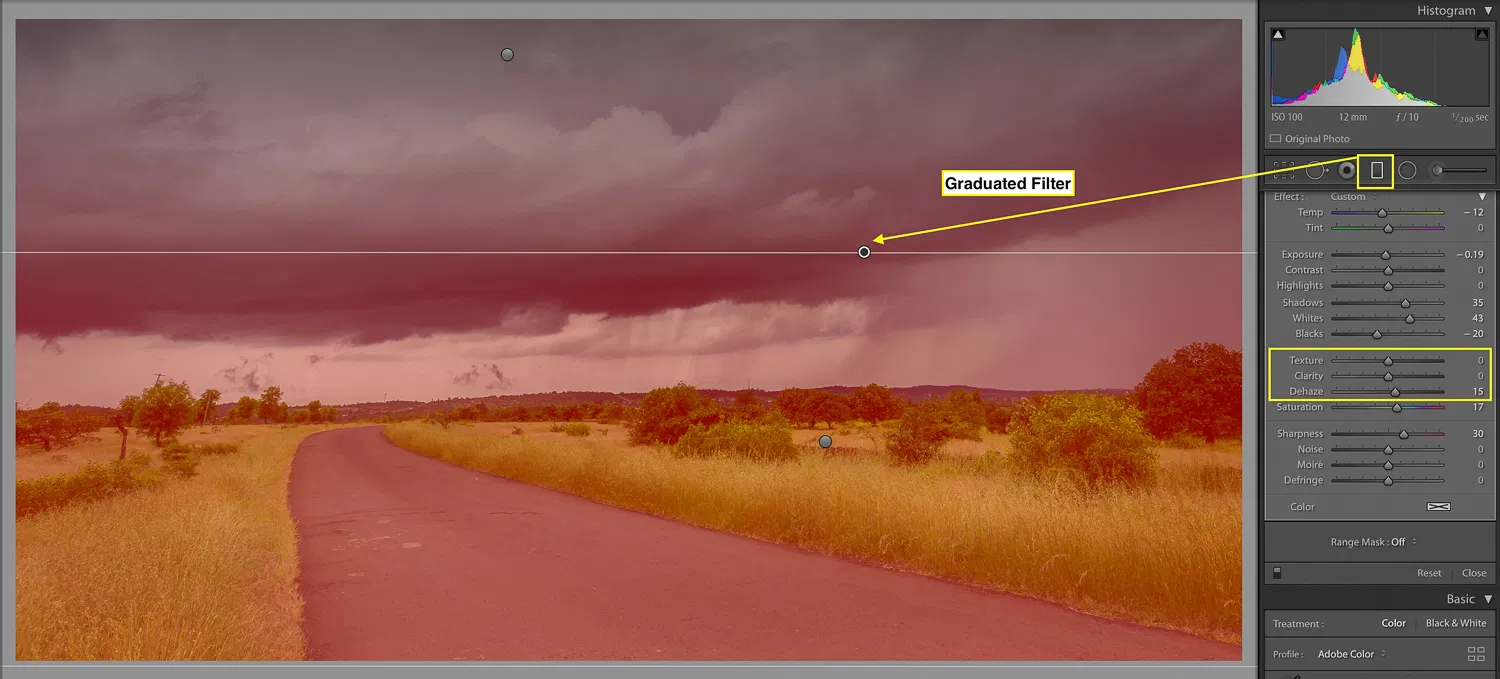 Histogram
ISO 100 12 mm ƒ / 10 1/200 sec
Original Photo
Graduated Filter
Effect : Custom
Temp – 12
Tint 0
Exposure – 0.19
Contrast 0
Highlights 0
Shadows 35
Whites 43
Blacks – 20
Texture 0
Clarity 0
Dehaze 15
Saturation 17
Sharpness 30
Noise 0
Moiré 0
Defringe 0
Color
Range Mask : Off
Reset Close
Basic
Treatment : Color Black & White
Profile : Adobe Color